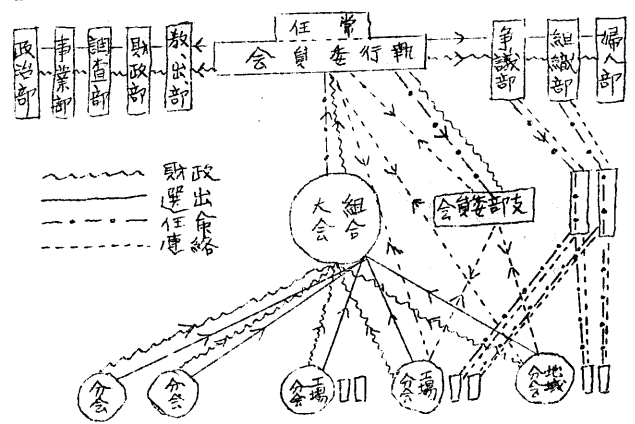 常任
執行委員会
教出部
財政部
調査部
事業部
政治部
争議部
組織部
婦人部
財政
選出
任命
連絡
組合大会
支部委員会
分会
分会
工場分会
工場分会
地域分会